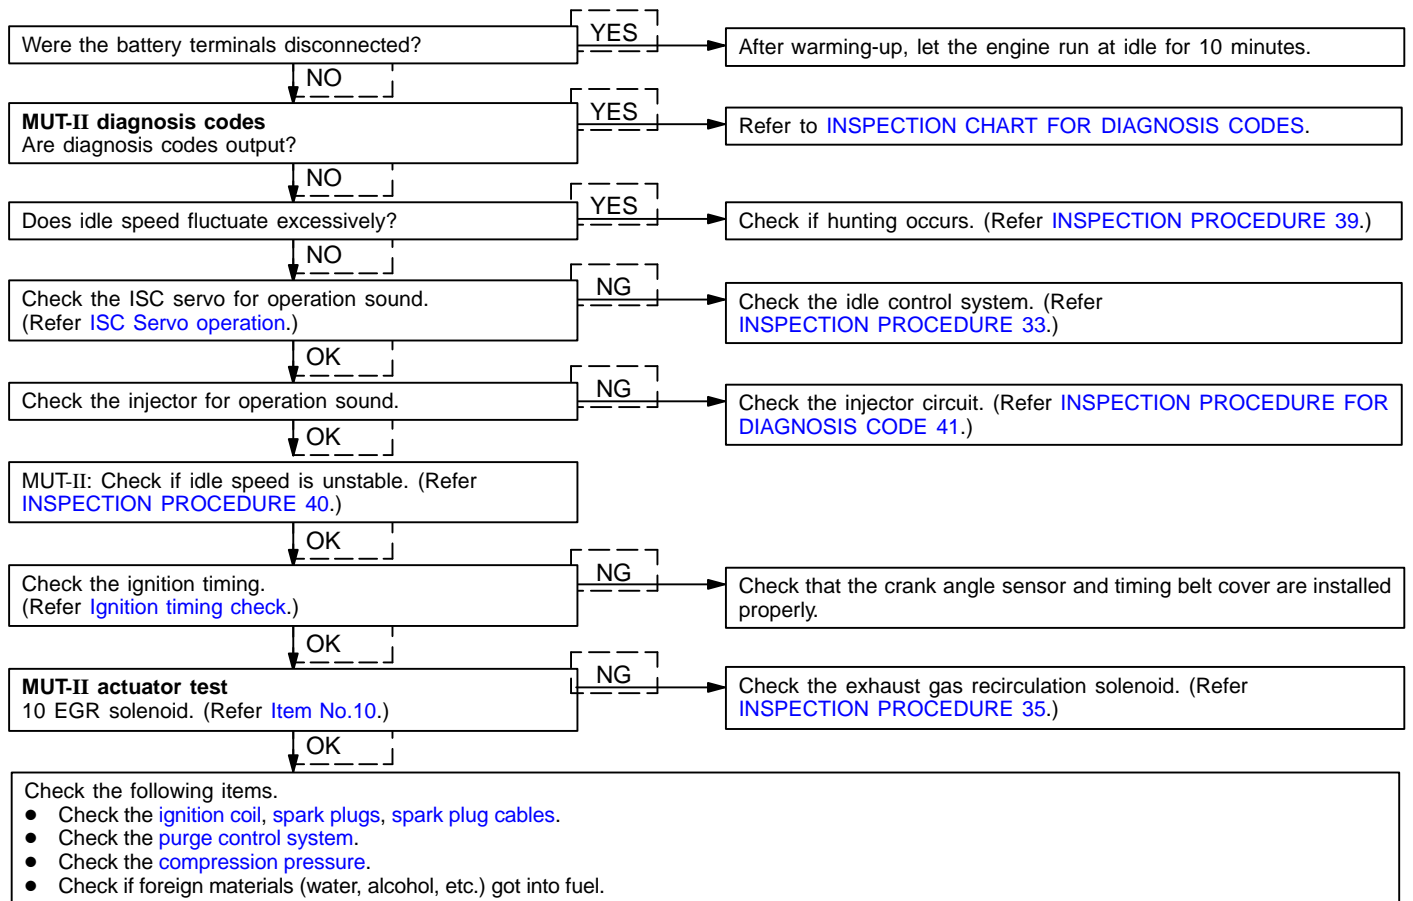 Were the battery terminals disconnected?
YES
After warming-up, let the engine run at idle for 10 minutes.
NO
MUT-II diagnosis codes
Are diagnosis codes output?
YES
Refer to INSPECTION CHART FOR DIAGNOSIS CODES.
NO
Does idle speed fluctuate excessively?
YES
Check if hunting occurs. (Refer INSPECTION PROCEDURE 39.)
NO
Check the ISC servo for operation sound.
(Refer ISC Servo operation.)
NG
Check the idle control system. (Refer
INSPECTION PROCEDURE 33.)
OK
Check the injector for operation sound.
NG
Check the injector circuit. (Refer INSPECTION PROCEDURE FOR
DIAGNOSIS CODE 41.)
OK
MUT-II: Check if idle speed is unstable. (Refer
INSPECTION PROCEDURE 40.)
OK
Check the ignition timing.
(Refer Ignition timing check.)
NG
Check that the crank angle sensor and timing belt cover are installed
properly.
OK
MUT-II actuator test
10 EGR solenoid. (Refer Item No.10.)
NG
Check the exhaust gas recirculation solenoid. (Refer
INSPECTION PROCEDURE 35.)
OK
Check the following items.
● Check the ignition coil, spark plugs, spark plug cables.
● Check the purge control system.
● Check the compression pressure.
● Check if foreign materials (water, alcohol, etc.) got into fuel.